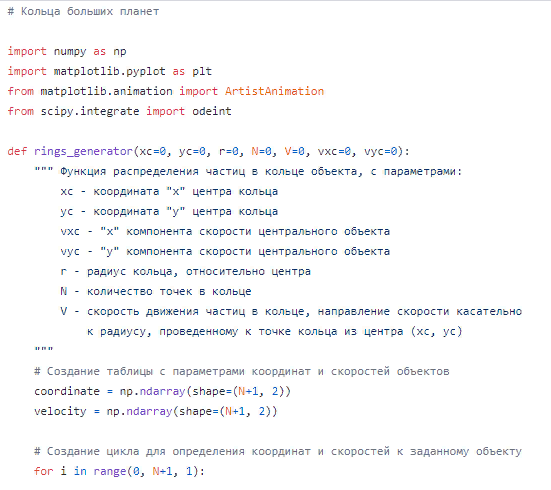 # Кольца больших планет
import numpy as np
import matplotlib.pyplot as plt
from matplotlib.animation import ArtistAnimation
from scipy.integrate import odeint
def rings_generator(xc=0, yc=0, r=0, N=0, V=0, vxc=0, vyc=0):
    """ Функция распределения частиц в кольце объекта, с параметрами:
        xc - координата "x" центра кольца
        yc - координата "y" центра кольца
        vxc - "x" компонента скорости центрального объекта
        vyc - "y" компонента скорости центрального объекта
        r - радиус кольца, относительно центра
        N - количество точек в кольце
        V - скорость движения частиц в кольце, направление скорости касательно
            к радиусу, проведенному к точке кольца из центра (xc, yc)
    """
    # Создание таблицы с параметрами координат и скоростей объектов
    coordinate = np.ndarray(shape=(N+1, 2))
    velocity = np.ndarray(shape=(N+1, 2))
    # Создание цикла для определения координат и скоростей к заданному объекту
    for i in range(0, N+1, 1):